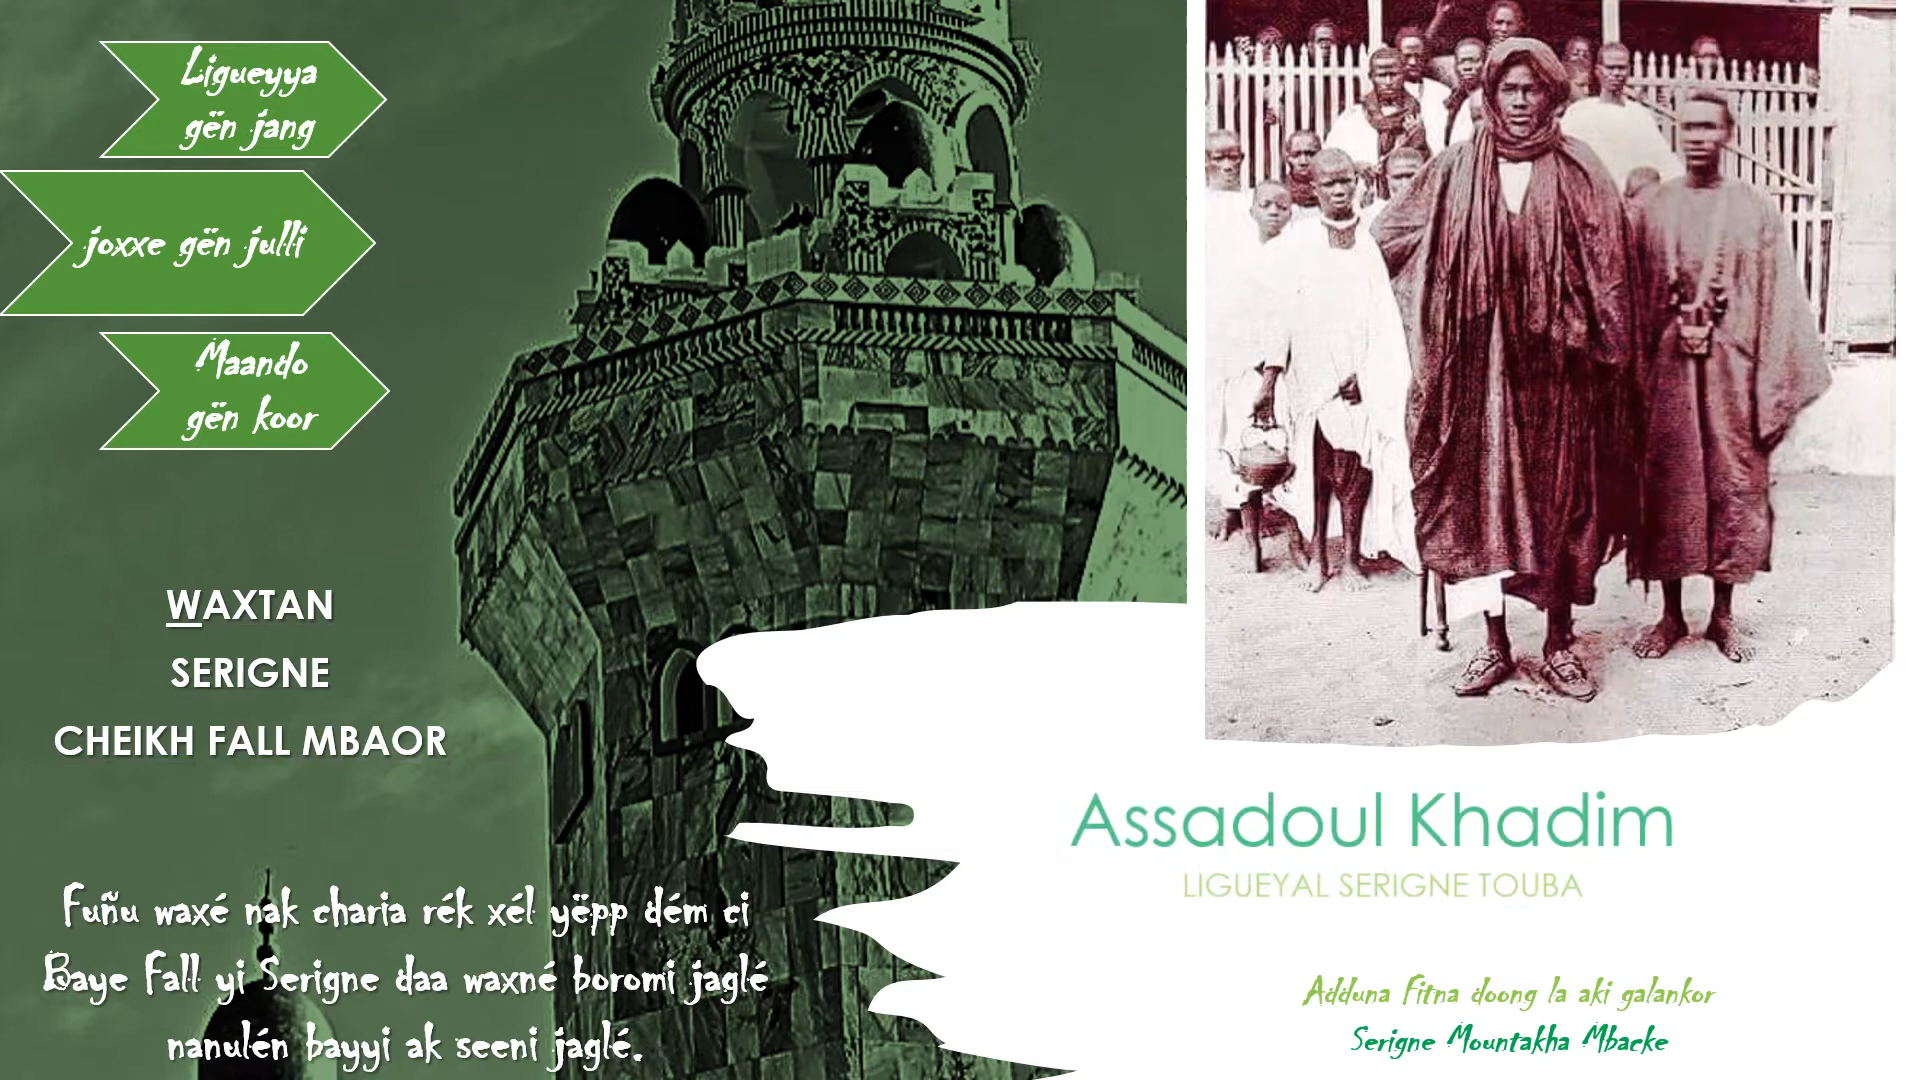 Ligueyya
gën jang
joxxe gën julli
Maando
gën koor
WAXTAN
SERIGNE
CHEIKH FALL MBAOR
Fuñu waxé nak charia rék xél yëpp dém ci
Baye Fall yi Serigne daa waxné boromi jaglé
nanulén bayyi ak seeni jaglé.
Assadoul Khadim
LIGUEYAL SERIGNE TOUBA
Adduna Fitna doong la aki galankor
Serigne Mountakha Mbacke